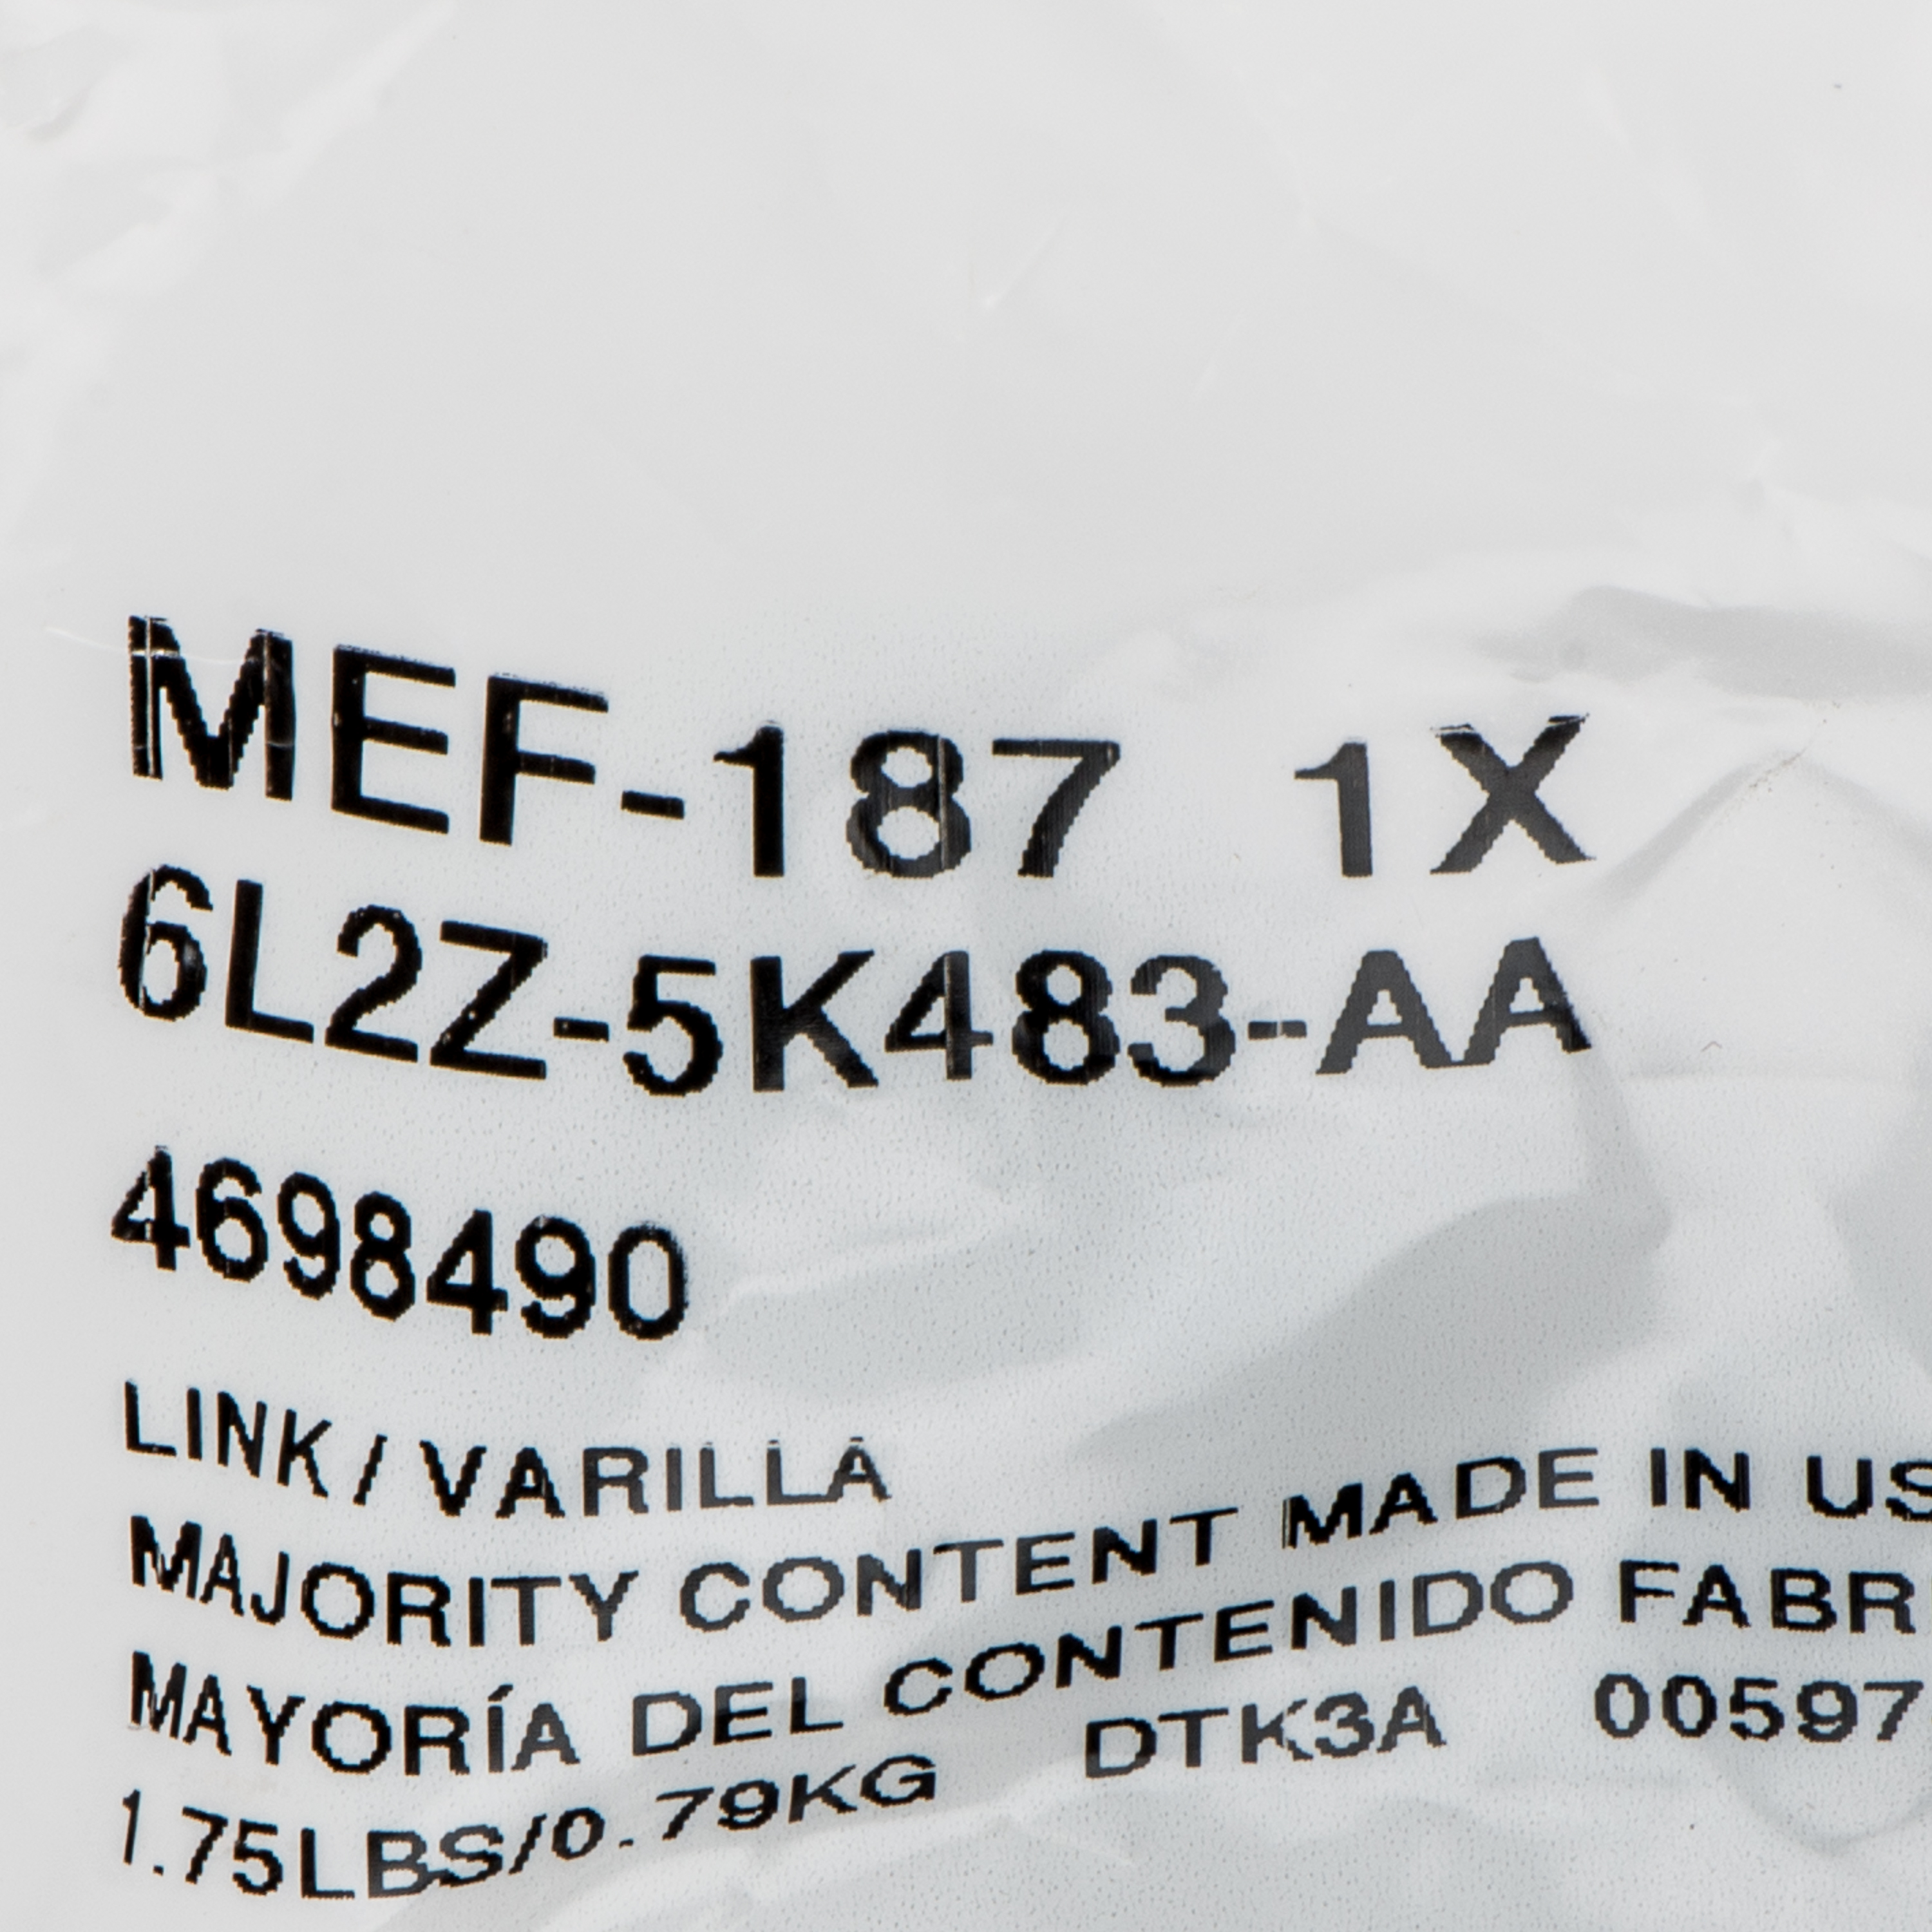 MEF-187 1X
6L2Z-5K483-AA
4698490
LINK/VARILLA
MAJORITY CONTENT MADE IN US
MAYORÍA DEL CONTENIDO FABR
1.75LBS/0.79KG DTK3A 00597